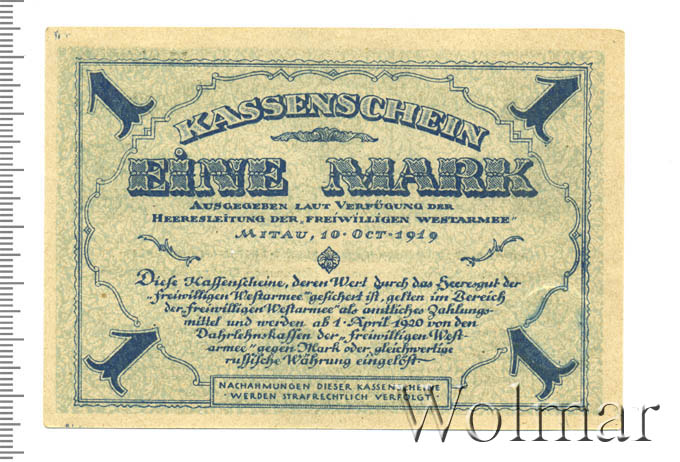 1 1
KASSENSCHEIN
EINE MARK
AUSGEGEBEN LAUT VERFÜGUNG DER
HEERESLEITUNG DER „FREIWILLIGEN WESTARMEE"
MITAU, 10·OCT·1919
Diese Kassenscheine, deren Wert durch das Heeresgut der
„freiwilligen Westarmee" gesichert ist, gelten im Bereich
der „freiwilligen Westarmee" als amtliches Zahlungs-
mittel und werden ab 1·April 1920 von den
Dahrlehnskassen der „freiwilligen West-
armee" gegen Mark oder gleichwertige
russische Währung eingelöst
1 1
NACHAHMUNGEN DIESER KASSENSCHEINE
·WERDEN STRAFRECHTLICH VERFOLGT·
Wolmar